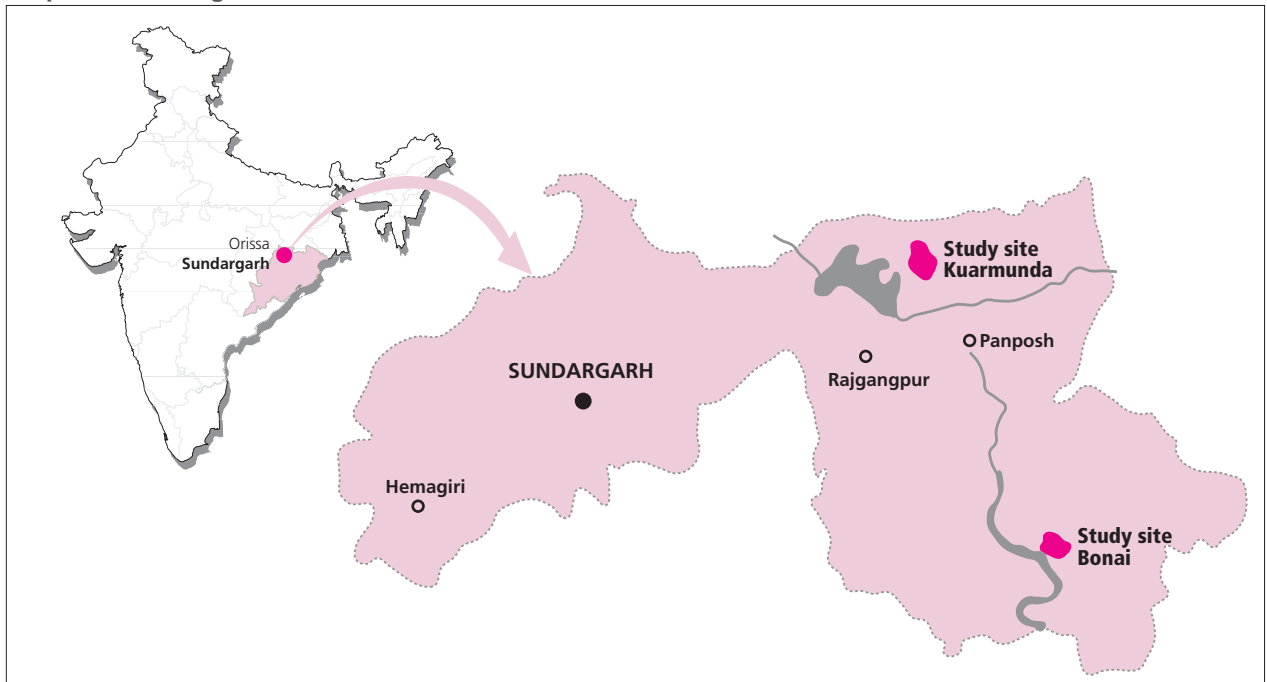 Orissa
Sundargarh
Study site
Kuarmunda
SUNDARGARH
Rajgangpur
Panposh
Hemagiri
Study site
Bonai